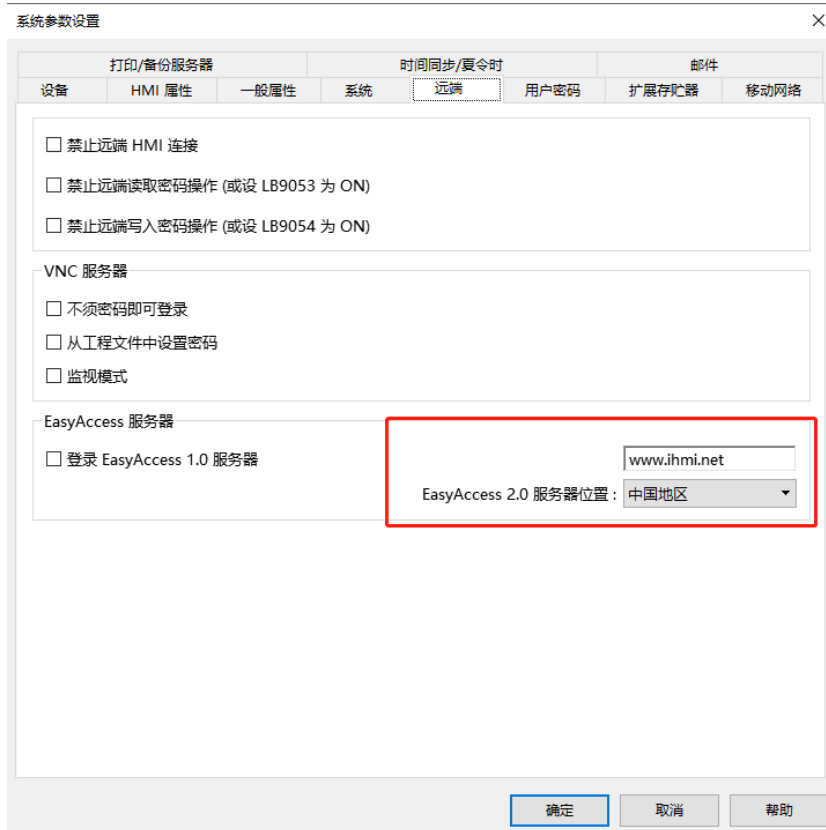 系统参数设置
打印/备份服务器 时间同步/夏令时 邮件
设备 HMI 属性 一般属性 系统 远端 用户密码 扩展存贮器 移动网络
禁止远端 HMI 连接
禁止远端读取密码操作 (或设 LB9053 为 ON)
禁止远端写入密码操作 (或设 LB9054 为 ON)
VNC 服务器
不须密码即可登录
从工程文件中设置密码
监视模式
EasyAccess 服务器
登录 EasyAccess 1.0 服务器 www.ihmi.net
EasyAccess 2.0 服务器位置 : 中国地区
确定 取消 帮助